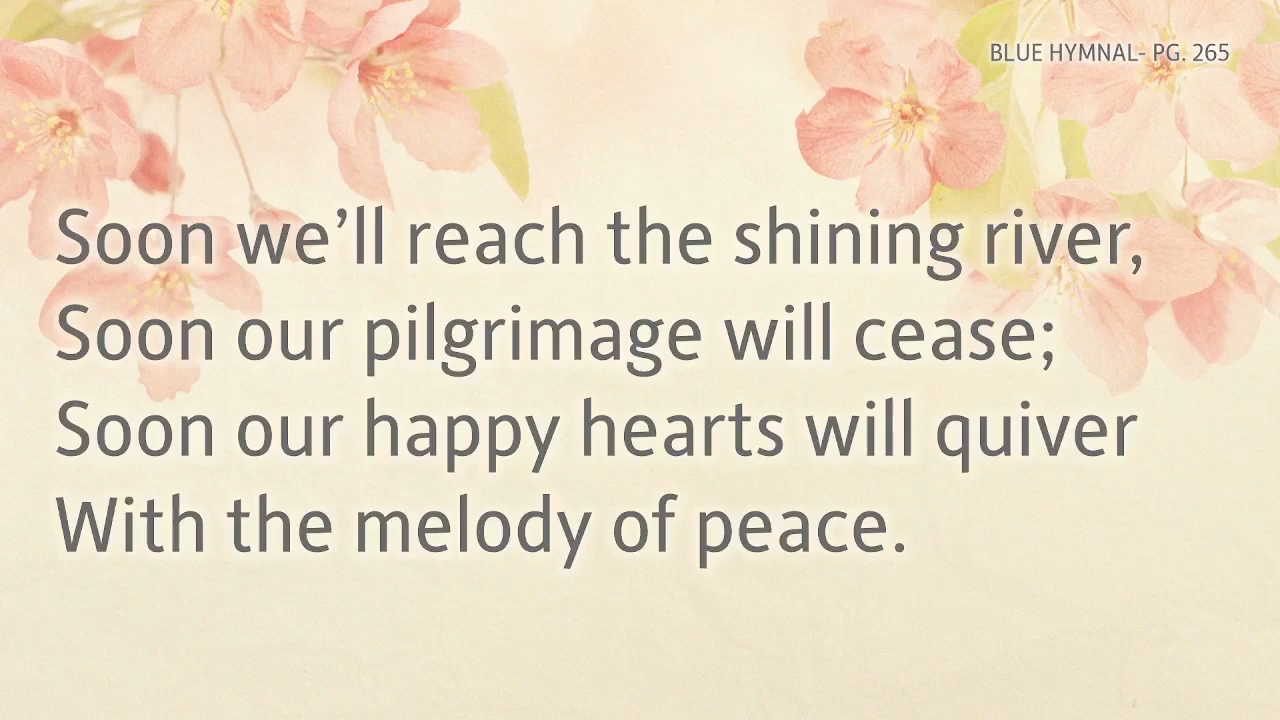 BLUE HYMNAL- PG. 265
Soon we’ll reach the shining river,
Soon our pilgrimage will cease;
Soon our happy hearts will quiver
With the melody of peace.